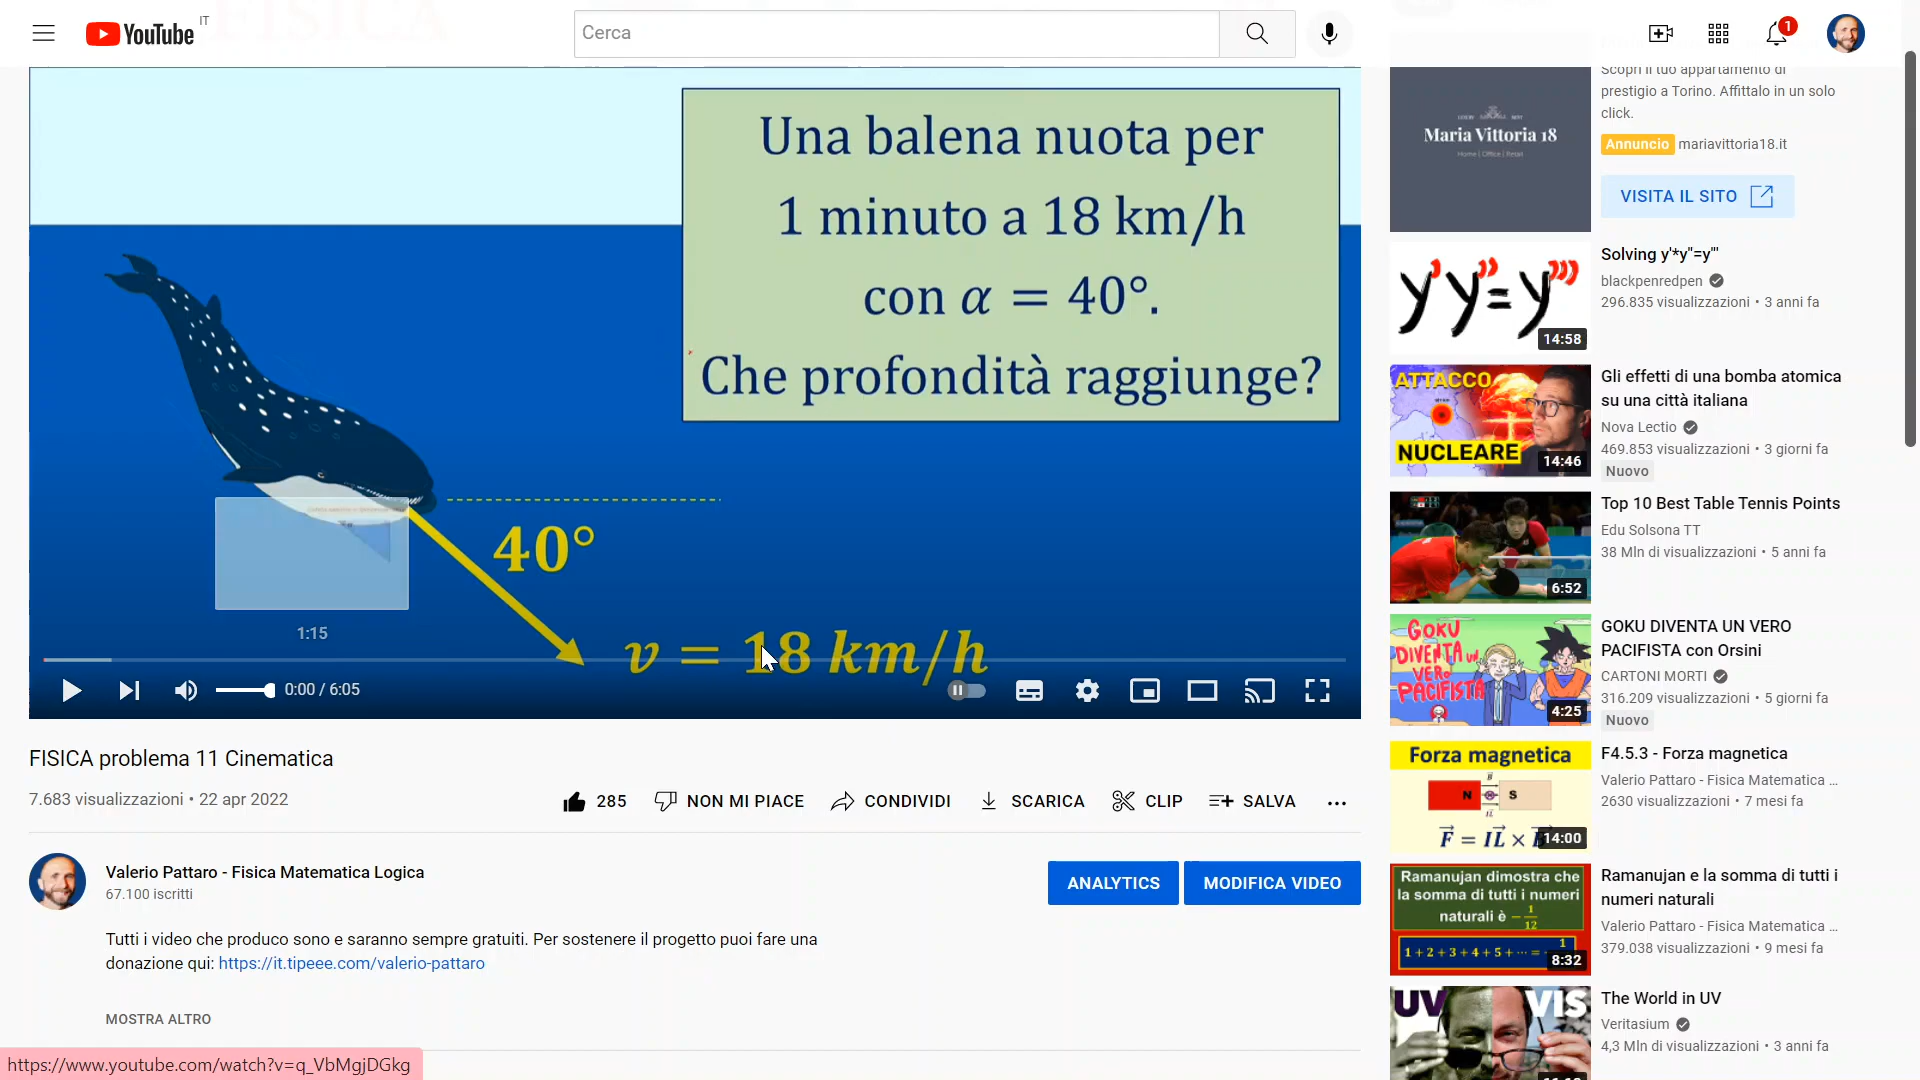 YouTube IT
Cerca
1
Una balena nuota per
1 minuto a 18 km/h
con α = 40°.
Che profondità raggiunge?
40°
v = 18 km/h
1:15
0:00 / 6:05
FISICA problema 11 Cinematica
7.683 visualizzazioni • 22 apr 2022
285
NON MI PIACE
CONDIVIDI
SCARICA
CLIP
SALVA
Valerio Pattaro - Fisica Matematica Logica
67.100 iscritti
ANALYTICS
MODIFICA VIDEO
Tutti i video che produco sono e saranno sempre gratuiti. Per sostenere il progetto puoi fare una
donazione qui: https://it.tipeee.com/valerio-pattaro
MOSTRA ALTRO
https://www.youtube.com/watch?v=q_VbMgjDGkg
Maria Vittoria 18
Home | Office | Retail
Scopri il tuo appartamento di
prestigio a Torino. Affittalo in un solo
click.
Annuncio mariavittoria18.it
VISITA IL SITO
y'y''=y'''
14:58
Solving y'*y''=y'''
blackpenredpen
296.835 visualizzazioni • 3 anni fa
ATTACCO
NUCLEARE
14:46
Gli effetti di una bomba atomica
su una città italiana
Nova Lectio
469.853 visualizzazioni • 3 giorni fa
Nuovo
6:52
Top 10 Best Table Tennis Points
Edu Solsona TT
38 Mln di visualizzazioni • 5 anni fa
GOKU
DIVENTA UN
VERO
PACIFISTA
4:25
GOKU DIVENTA UN VERO
PACIFISTA con Orsini
CARTONI MORTI
316.209 visualizzazioni • 5 giorni fa
Nuovo
Forza magnetica
N
S
14:00
F4.5.3 - Forza magnetica
Valerio Pattaro - Fisica Matematica ...
2630 visualizzazioni • 7 mesi fa
Ramanujan dimostra che
la somma di tutti i numeri
naturali è −1/12
1+2+3+4+5+⋯=
8:32
Ramanujan e la somma di tutti i
numeri naturali
Valerio Pattaro - Fisica Matematica ...
379.038 visualizzazioni • 9 mesi fa
UV
VIS
The World in UV
Veritasium
4,3 Mln di visualizzazioni • 3 anni fa